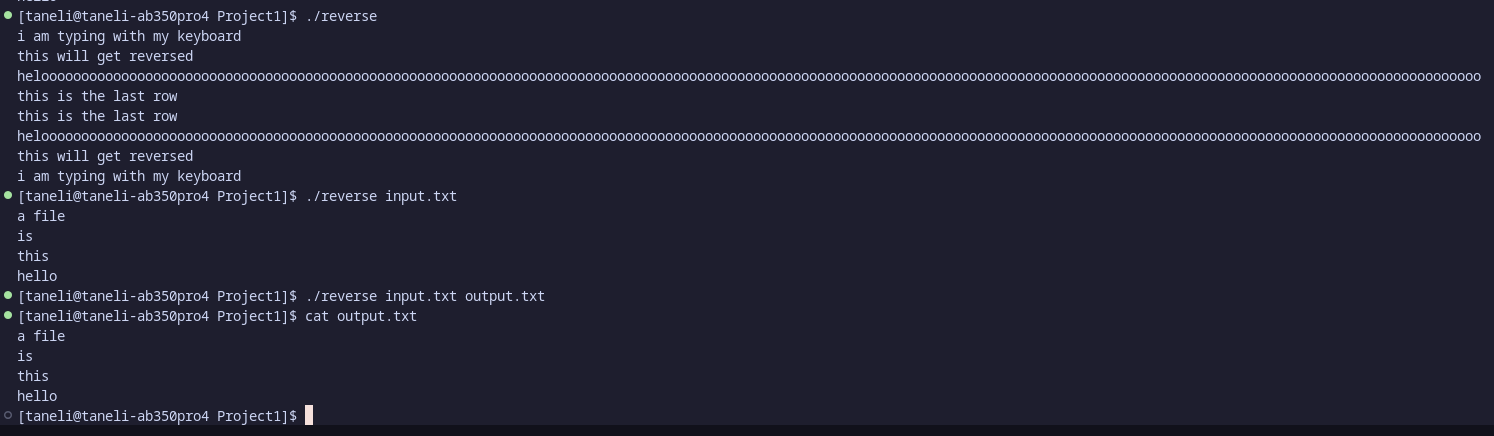 [taneli@taneli-ab350pro4 Project1]$ ./reverse
i am typing with my keyboard
this will get reversed
heloooooooooooooooooooooooooooooooooooooooooooooooooooooooooooooooooooooooooooooooooooooooooooooooooooooooooooooooooooooooooooooooooooooooooooooooooooooooooooooooooooooooooooooooooooo
this is the last row
this is the last row
heloooooooooooooooooooooooooooooooooooooooooooooooooooooooooooooooooooooooooooooooooooooooooooooooooooooooooooooooooooooooooooooooooooooooooooooooooooooooooooooooooooooooooooooooooooo
this will get reversed
i am typing with my keyboard
[taneli@taneli-ab350pro4 Project1]$ ./reverse input.txt
a file
is
this
hello
[taneli@taneli-ab350pro4 Project1]$ ./reverse input.txt output.txt
[taneli@taneli-ab350pro4 Project1]$ cat output.txt
a file
is
this
hello
[taneli@taneli-ab350pro4 Project1]$